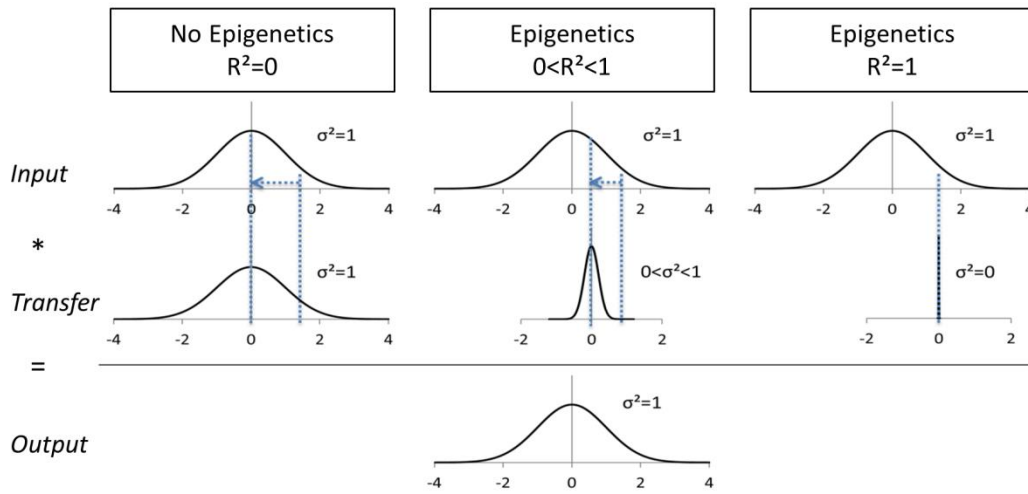 No Epigenetics
R²=0
Epigenetics
0<R²<1
Epigenetics
R²=1
Input
σ²=1
-4 -2 0 2 4
σ²=1
-4 -2 0 2 4
σ²=1
-4 -2 0 2 4
*
Transfer
σ²=1
-4 -2 0 2 4
0<σ²<1
-2 0 2
σ²=0
-2 0 2
=
Output
σ²=1
-4 -2 0 2 4